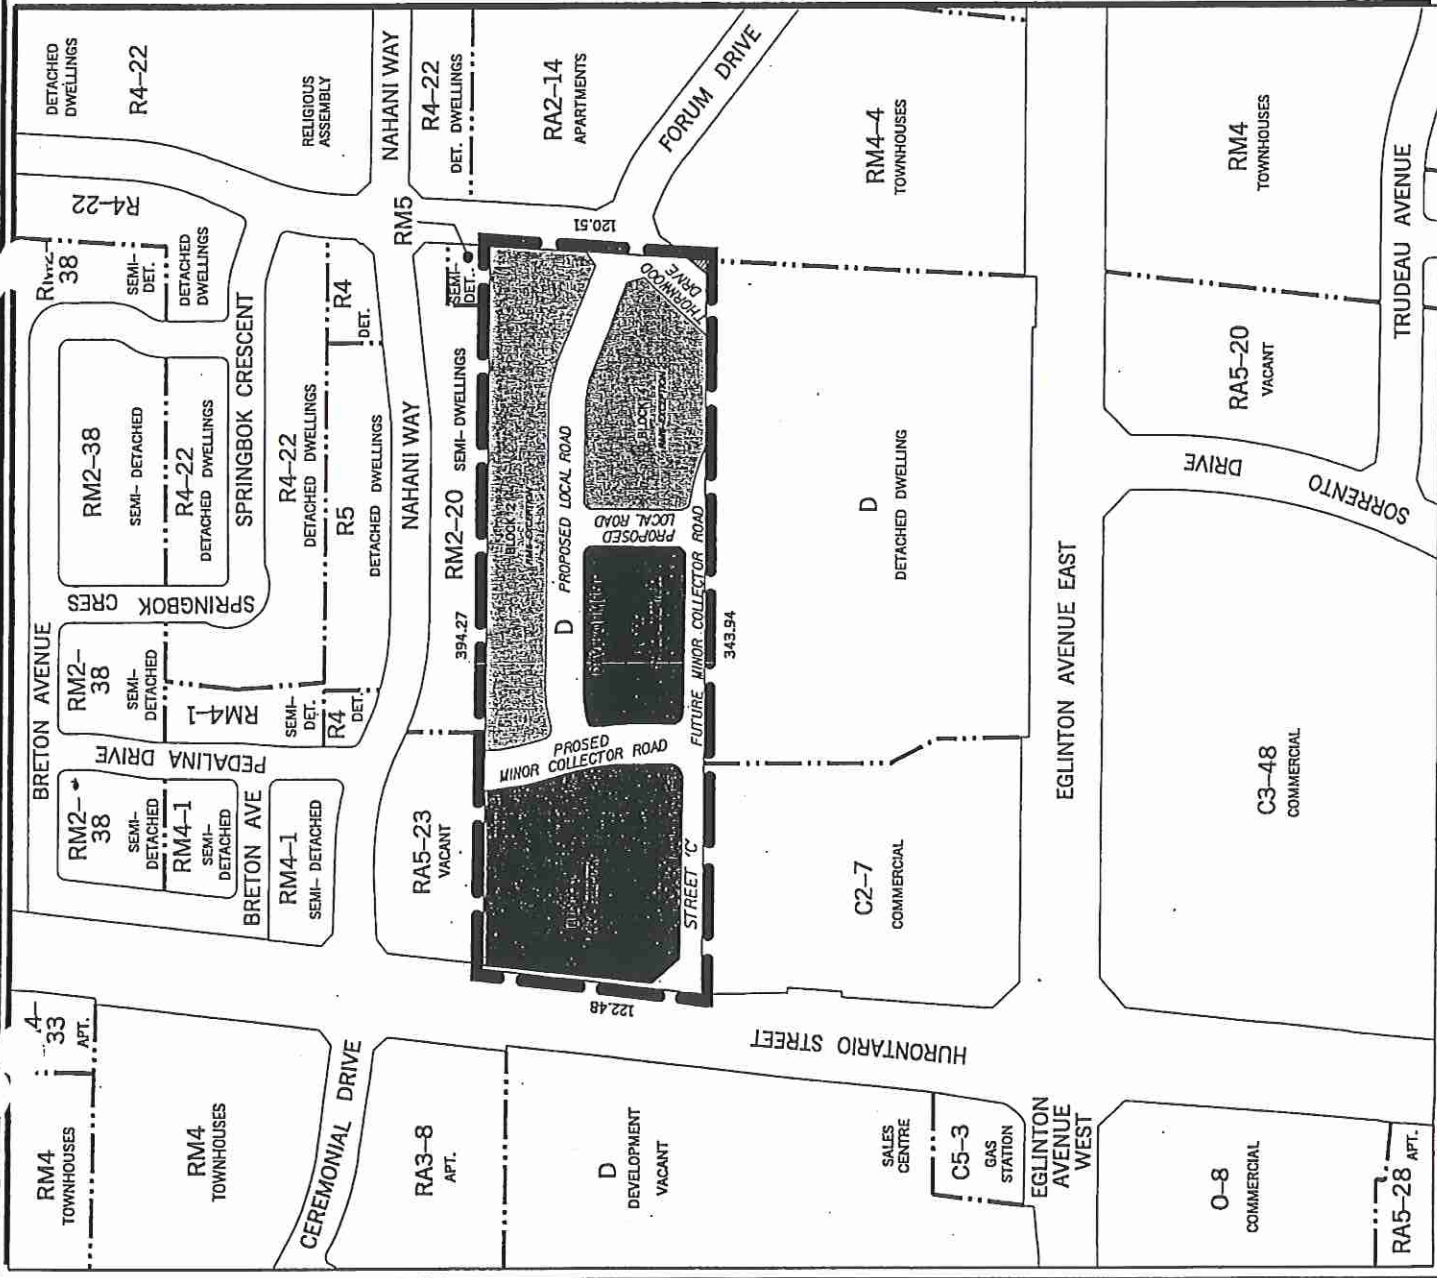 DETACHED
DWELLINGS
R4-22
RELIGIOUS
ASSEMBLY
NAHANI WAY
R4-22
DET. DWELLINGS
RA2-14
APARTMENTS
FORUM DRIVE
RM4-4
TOWNHOUSES
RM4
TOWNHOUSES
TRUDEAU AVENUE
R4-22
38
SEMI-
DET.
DETACHED
DWELLINGS
RM5
SEMI-
DET.
R4
DET.
120.51
THORNWOOD
DRIVE
RA5-20
VACANT
SORRENTO
DRIVE
RM2-38
SEMI- DETACHED
R4-22
DETACHED DWELLINGS
SPRINGBOK CRESCENT
R4-22
DETACHED DWELLINGS
R5
DETACHED DWELLINGS
NAHANI WAY
RM2-20
SEMI- DWELLINGS
394.27
D
PROPOSED LOCAL ROAD
BLOCK 2
BLOCK 4
PROPOSED
LOCAL ROAD
FUTURE MINOR COLLECTOR ROAD
343.94
D
DETACHED DWELLING
EGLINTON AVENUE EAST
C3-48
COMMERCIAL
BRETON AVENUE
SPRINGBOK CRES
RM2-
38
SEMI-
DETACHED
RM4-1
SEMI-
DET.
R4
DET.
PEDALINA DRIVE
RM2-
38
SEMI-
DETACHED
RM4-1
SEMI-
DETACHED
BRETON AVE
RM4-1
SEMI- DETACHED
RA5-23
VACANT
PROSED
MINOR COLLECTOR ROAD
STREET 'C'
122.48
C2-7
COMMERCIAL
HURONTARIO STREET
4-
33
APT.
RM4
TOWNHOUSES
RM4
TOWNHOUSES
CEREMONIAL DRIVE
RA3-8
APT.
D
DEVELOPMENT
VACANT
SALES
CENTRE
C5-3
GAS
STATION
EGLINTON
AVENUE
WEST
O-8
COMMERCIAL
RA5-28 APT.